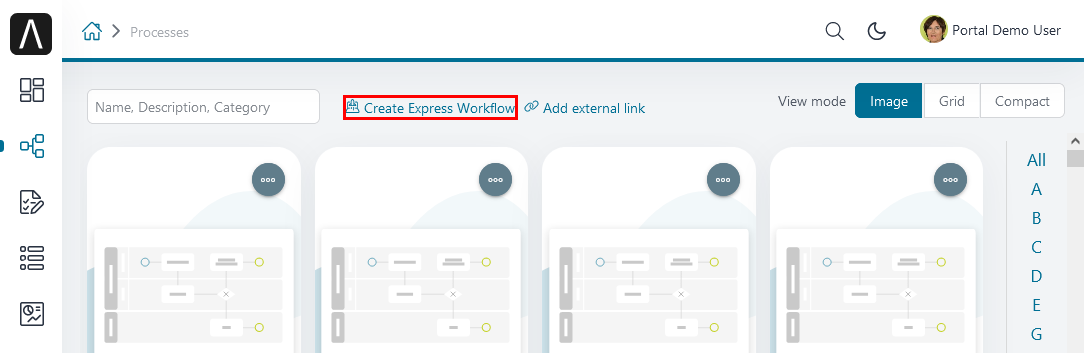 Processes
Portal Demo User
Name, Description, Category
Create Express Workflow
Add external link
View mode
Image
Grid
Compact
All
A
B
C
D
E
G